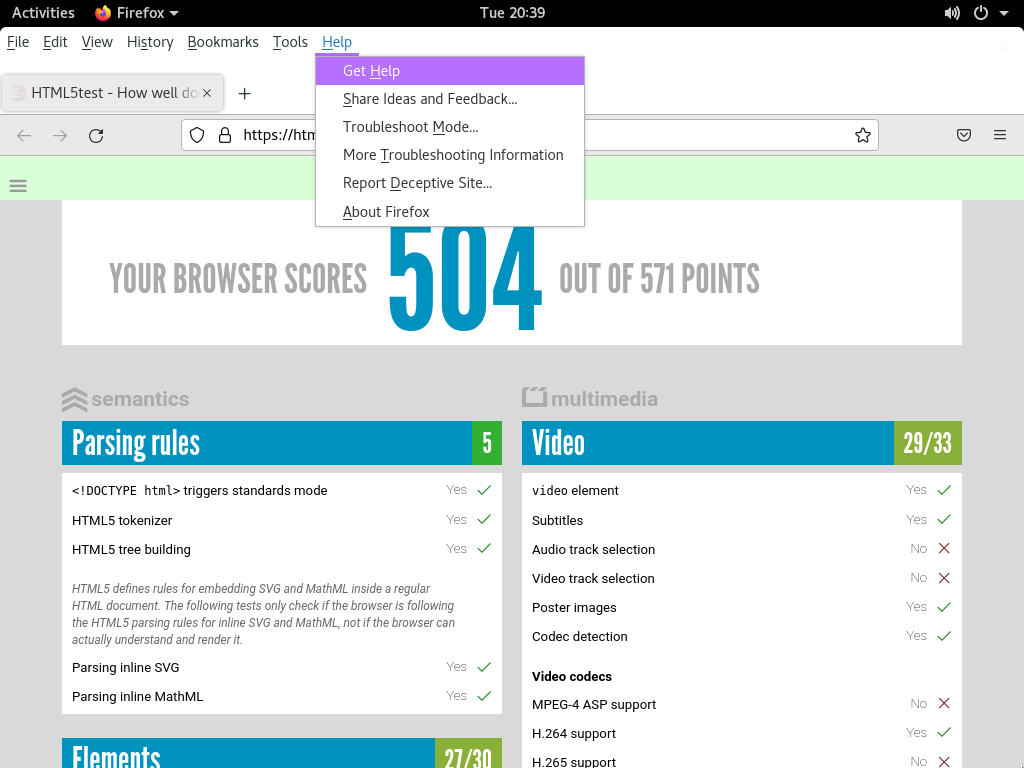 Activities Firefox Tue 20:39
File Edit View History Bookmarks Tools Help
Get Help
HTML5test - How well do
Share Ideas and Feedback...
Troubleshoot Mode...
https://htm
More Troubleshooting Information
Report Deceptive Site...
About Firefox
YOUR BROWSER SCORES 504 OUT OF 571 POINTS
semantics
Parsing rules 5
<!DOCTYPE html> triggers standards mode Yes
HTML5 tokenizer Yes
HTML5 tree building Yes
HTML5 defines rules for embedding SVG and MathML inside a regular
HTML document. The following tests only check if the browser is following
the HTML5 parsing rules for inline SVG and MathML, not if the browser can
actually understand and render it.
Parsing inline SVG Yes
Parsing inline MathML Yes
Elements 27/30
multimedia
Video 29/33
video element Yes
Subtitles Yes
Audio track selection No
Video track selection No
Poster images Yes
Codec detection Yes
Video codecs
MPEG-4 ASP support No
H.264 support Yes
H.265 support No